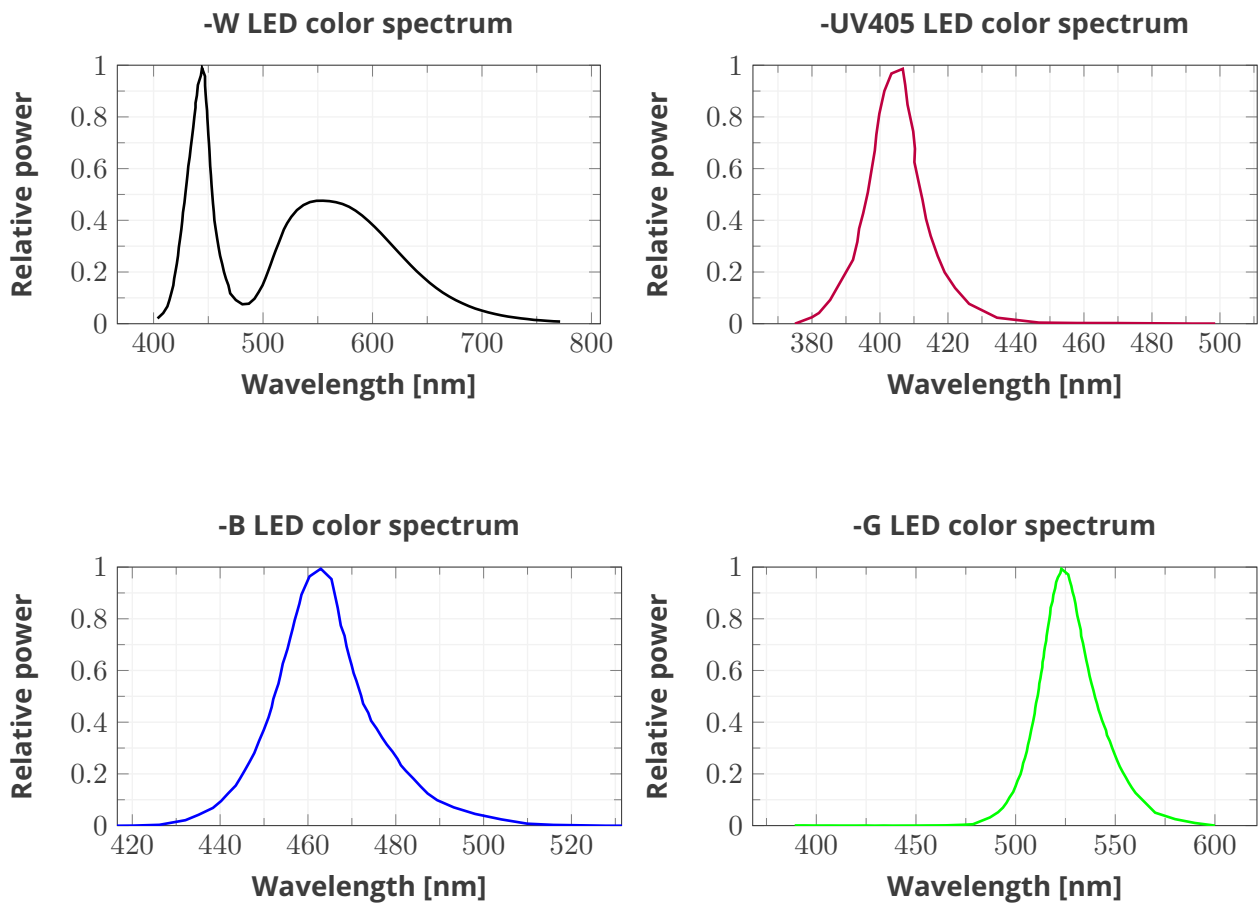 -W LED color spectrum
Relative power
1
0.8
0.6
0.4
0.2
0
400 500 600 700 800
Wavelength [nm]
-UV405 LED color spectrum
Relative power
1
0.8
0.6
0.4
0.2
0
380 400 420 440 460 480 500
Wavelength [nm]
-B LED color spectrum
Relative power
1
0.8
0.6
0.4
0.2
0
420 440 460 480 500 520
Wavelength [nm]
-G LED color spectrum
Relative power
1
0.8
0.6
0.4
0.2
0
400 450 500 550 600
Wavelength [nm]